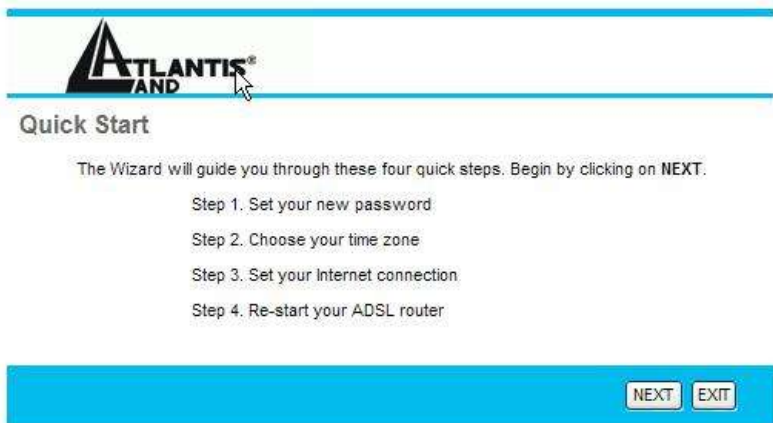 ATLANTIS®
LAND
Quick Start
The Wizard will guide you through these four quick steps. Begin by clicking on NEXT.
Step 1. Set your new password
Step 2. Choose your time zone
Step 3. Set your Internet connection
Step 4. Re-start your ADSL router
NEXT EXIT